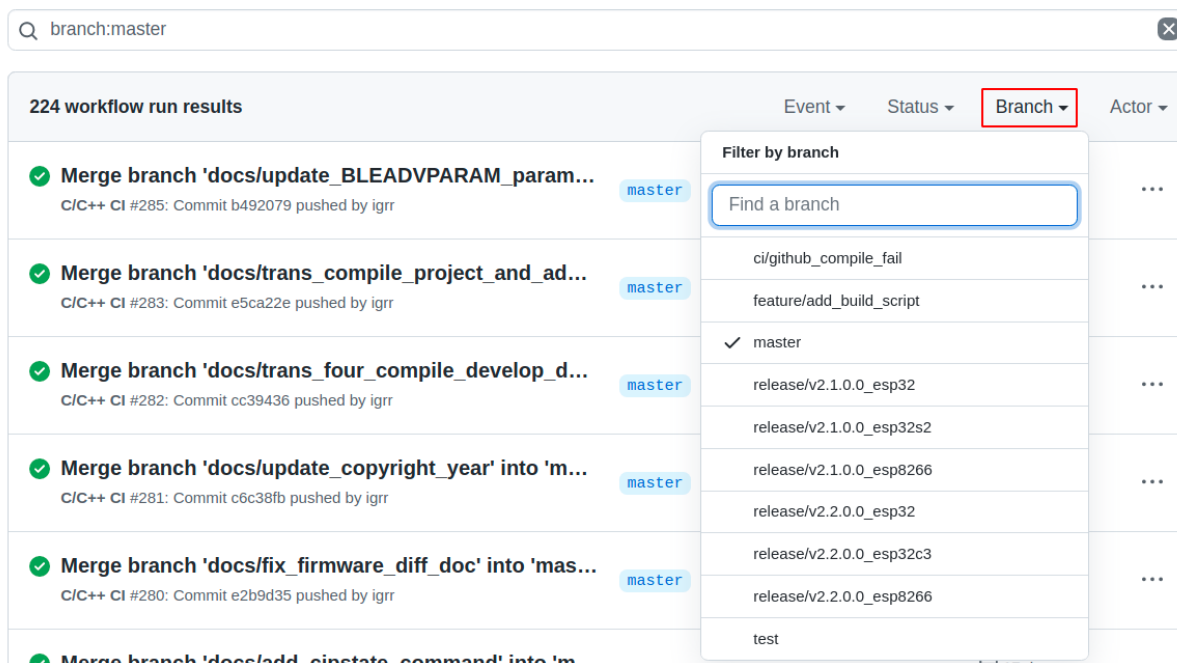 branch:master
224 workflow run results
Event
Status
Branch
Actor
Merge branch 'docs/update_BLEADVPARAM_param...
C/C++ CI #285: Commit b492079 pushed by igrr
master
Merge branch 'docs/trans_compile_project_and_ad...
C/C++ CI #283: Commit e5ca22e pushed by igrr
master
Merge branch 'docs/trans_four_compile_develop_d...
C/C++ CI #282: Commit cc39436 pushed by igrr
master
Merge branch 'docs/update_copyright_year' into 'm...
C/C++ CI #281: Commit c6c38fb pushed by igrr
master
Merge branch 'docs/fix_firmware_diff_doc' into 'mas...
C/C++ CI #280: Commit e2b9d35 pushed by igrr
master
Merge branch 'docs/add_cipstate_command' into 'm...
Filter by branch
Find a branch
ci/github_compile_fail
feature/add_build_script
master
release/v2.1.0.0_esp32
release/v2.1.0.0_esp32s2
release/v2.1.0.0_esp8266
release/v2.2.0.0_esp32
release/v2.2.0.0_esp32c3
release/v2.2.0.0_esp8266
test